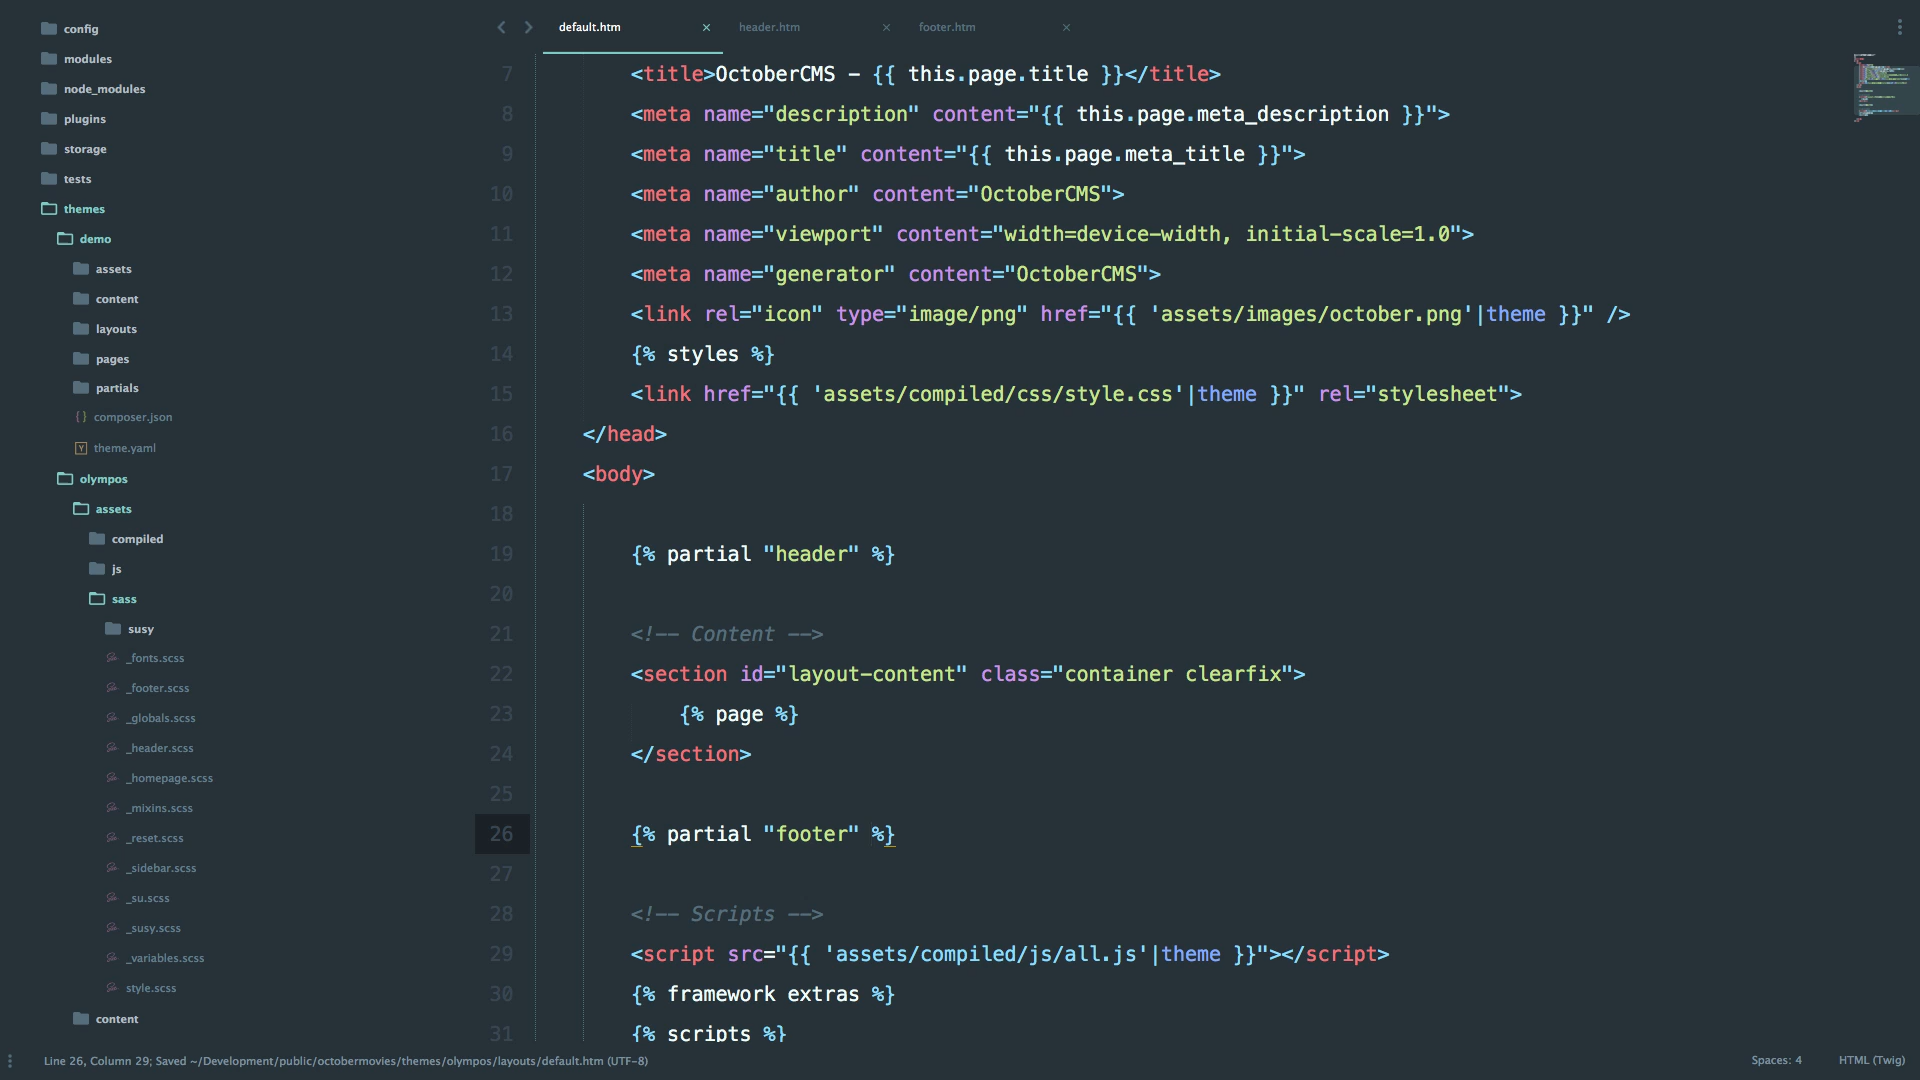 config
modules
node_modules
plugins
storage
tests
themes
demo
assets
content
layouts
pages
partials
composer.json
theme.yaml
olympos
assets
compiled
js
sass
susy
_fonts.scss
_footer.scss
_globals.scss
_header.scss
_homepage.scss
_mixins.scss
_reset.scss
_sidebar.scss
_su.scss
_susy.scss
_variables.scss
style.scss
content
default.htm
header.htm
footer.htm
7 <title>OctoberCMS - {{ this.page.title }}</title>
8 <meta name="description" content="{{ this.page.meta_description }}">
9 <meta name="title" content="{{ this.page.meta_title }}">
10 <meta name="author" content="OctoberCMS">
11 <meta name="viewport" content="width=device-width, initial-scale=1.0">
12 <meta name="generator" content="OctoberCMS">
13 <link rel="icon" type="image/png" href="{{ 'assets/images/october.png'|theme }}" />
14 {% styles %}
15 <link href="{{ 'assets/compiled/css/style.css'|theme }}" rel="stylesheet">
16 </head>
17 <body>
18
19 {% partial "header" %}
20
21 <!-- Content -->
22 <section id="layout-content" class="container clearfix">
23 {% page %}
24 </section>
25
26 {% partial "footer" %}
27
28 <!-- Scripts -->
29 <script src="{{ 'assets/compiled/js/all.js'|theme }}"></script>
30 {% framework extras %}
31 {% scripts %}
Line 26, Column 29; Saved ~/Development/public/octobermovies/themes/olympos/layouts/default.htm (UTF-8)
Spaces: 4
HTML (Twig)